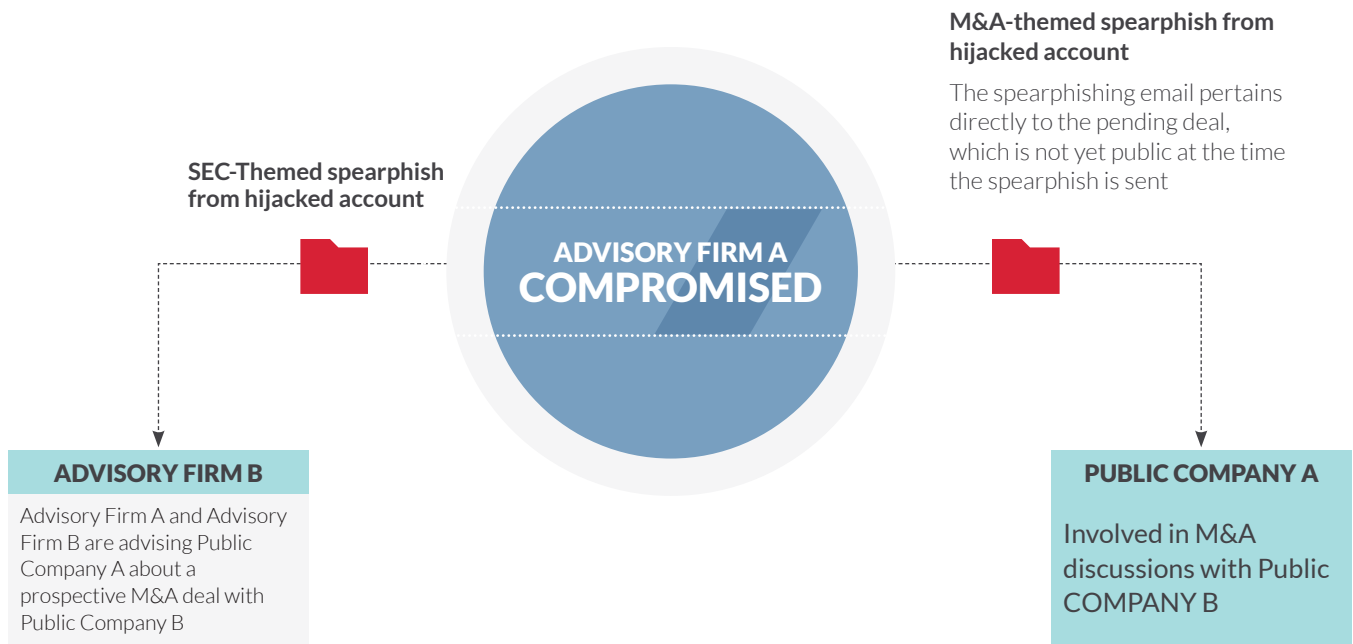 M&A-themed spearphish from
hijacked account
The spearphishing email pertains
directly to the pending deal,
which is not yet public at the time
the spearphish is sent
SEC-Themed spearphish
from hijacked account
ADVISORY FIRM A
COMPROMISED
ADVISORY FIRM B
Advisory Firm A and Advisory
Firm B are advising Public
Company A about a
prospective M&A deal with
Public Company B
PUBLIC COMPANY A
Involved in M&A
discussions with Public
COMPANY B